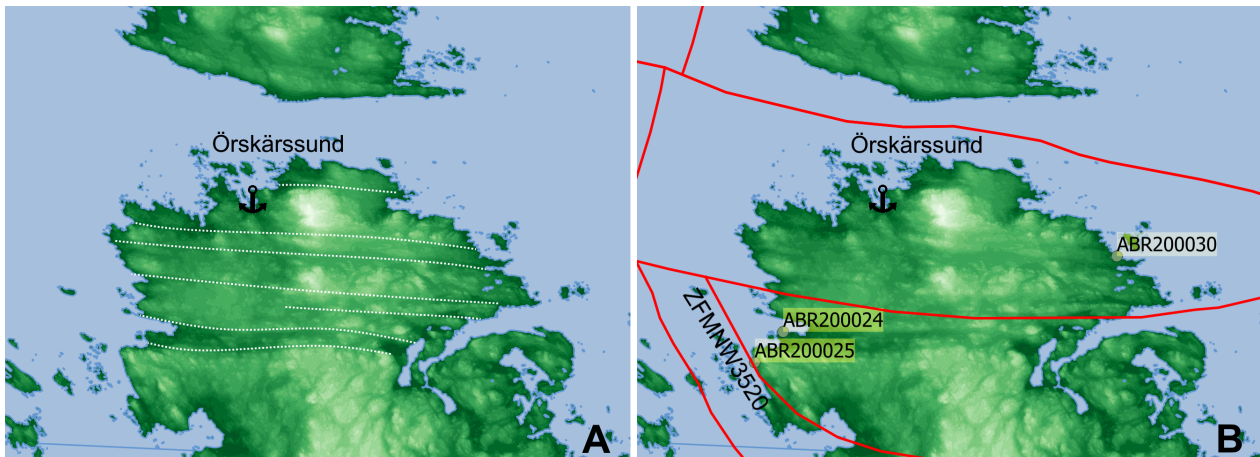 Örskärssund
A
Örskärssund
ABR200030
ZFMNW3520
ABR200024
ABR200025
B